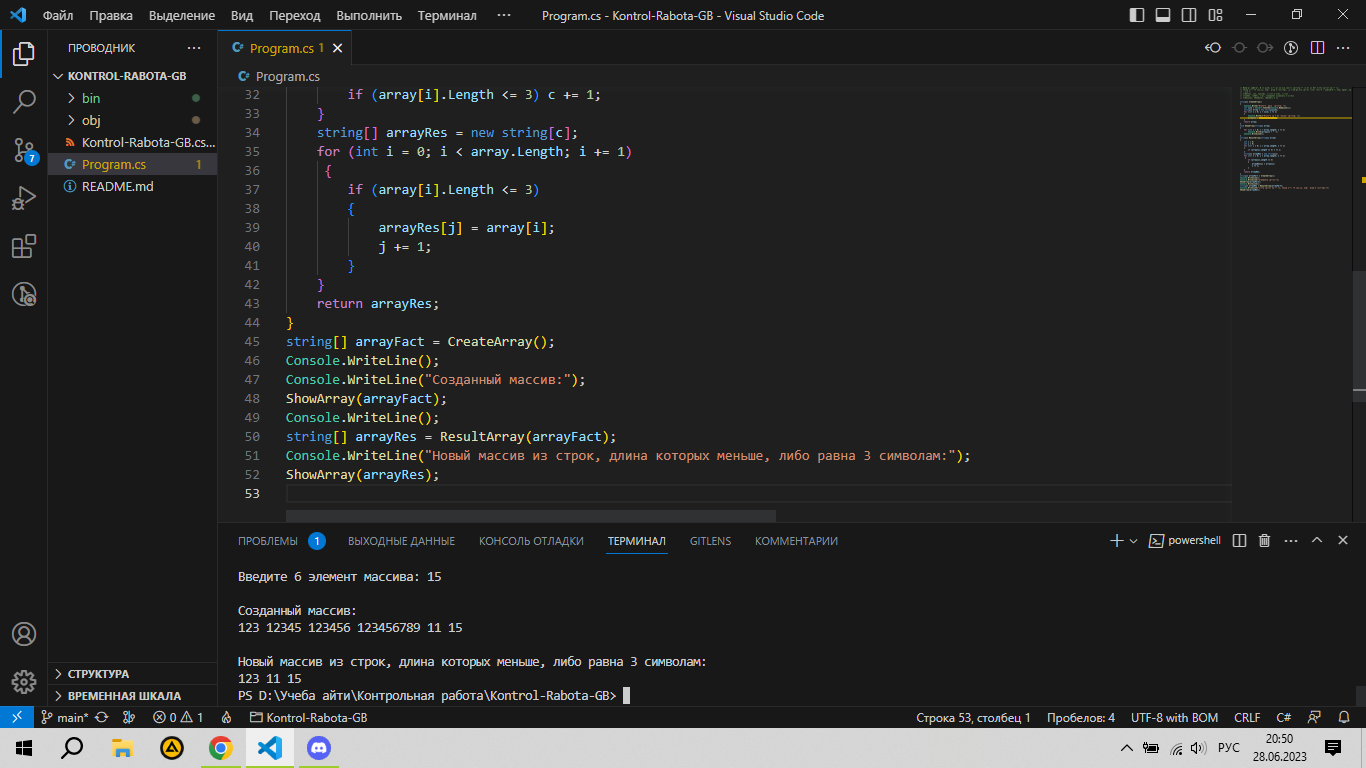 Файл Правка Выделение Вид Переход Выполнить Терминал ··· Program.cs - Kontrol-Rabota-GB - Visual Studio Code
ПРОВОДНИК ···
KONTROL-RABOTA-GB
bin
obj
Kontrol-Rabota-GB.cs...
Program.cs 1
README.md
7
СТРУКТУРА
ВРЕМЕННАЯ ШКАЛА
Program.cs 1
Program.cs
32 if (array[i].Length <= 3) c += 1;
33 }
34 string[] arrayRes = new string[c];
35 for (int i = 0; i < array.Length; i += 1)
36 {
37 if (array[i].Length <= 3)
38 {
39 arrayRes[j] = array[i];
40 j += 1;
41 }
42 }
43 return arrayRes;
44 }
45 string[] arrayFact = CreateArray();
46 Console.WriteLine();
47 Console.WriteLine("Созданный массив:");
48 ShowArray(arrayFact);
49 Console.WriteLine();
50 string[] arrayRes = ResultArray(arrayFact);
51 Console.WriteLine("Новый массив из строк, длина которых меньше, либо равна 3 символам:");
52 ShowArray(arrayRes);
53
ПРОБЛЕМЫ 1 ВЫХОДНЫЕ ДАННЫЕ КОНСОЛЬ ОТЛАДКИ ТЕРМИНАЛ GITLENS КОММЕНТАРИИ powershell ···
Введите 6 элемент массива: 15
Созданный массив:
123 12345 123456 123456789 11 15
Новый массив из строк, длина которых меньше, либо равна 3 символам:
123 11 15
PS D:\Учеба айти\Контрольная работа\Kontrol-Rabota-GB>
main* 0 1 Kontrol-Rabota-GB Строка 53, столбец 1 Пробелов: 4 UTF-8 with BOM CRLF C#
РУС
20:50
28.06.2023